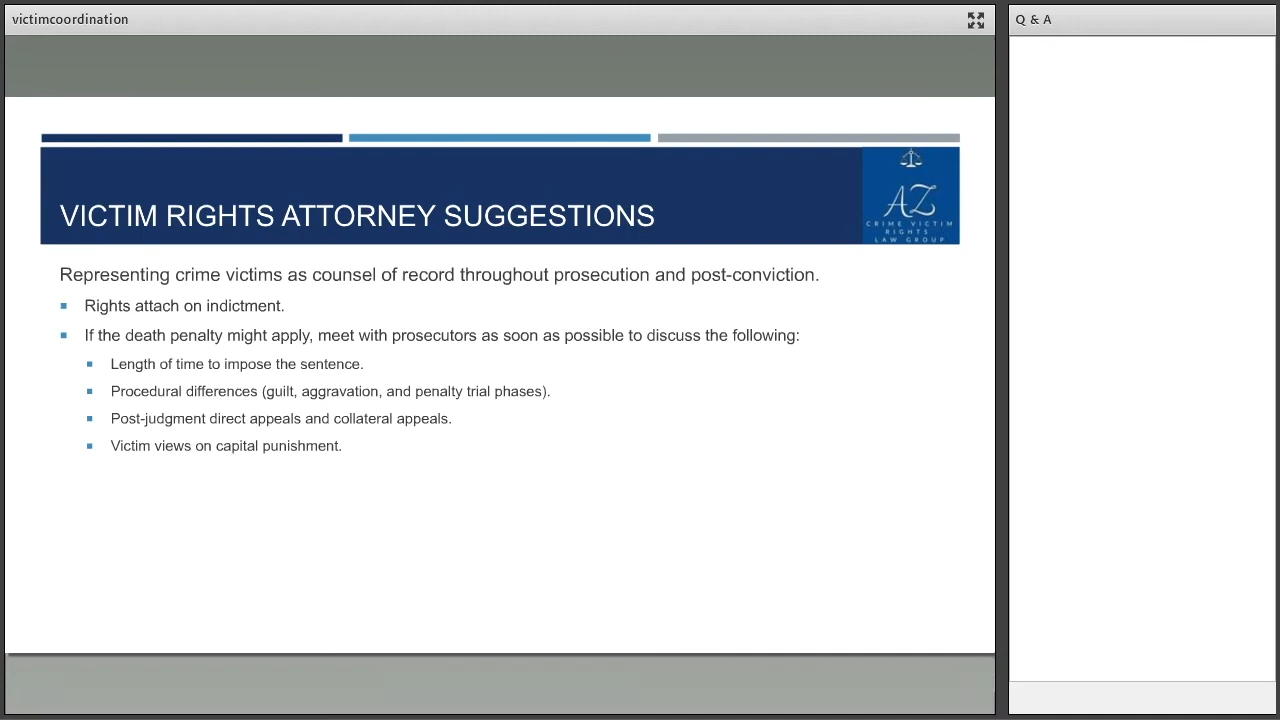 victimcoordination
Q & A
VICTIM RIGHTS ATTORNEY SUGGESTIONS
AZ
CRIME VICTIM
RIGHTS
LAW GROUP
Representing crime victims as counsel of record throughout prosecution and post-conviction.
Rights attach on indictment.
If the death penalty might apply, meet with prosecutors as soon as possible to discuss the following:
Length of time to impose the sentence.
Procedural differences (guilt, aggravation, and penalty trial phases).
Post-judgment direct appeals and collateral appeals.
Victim views on capital punishment.